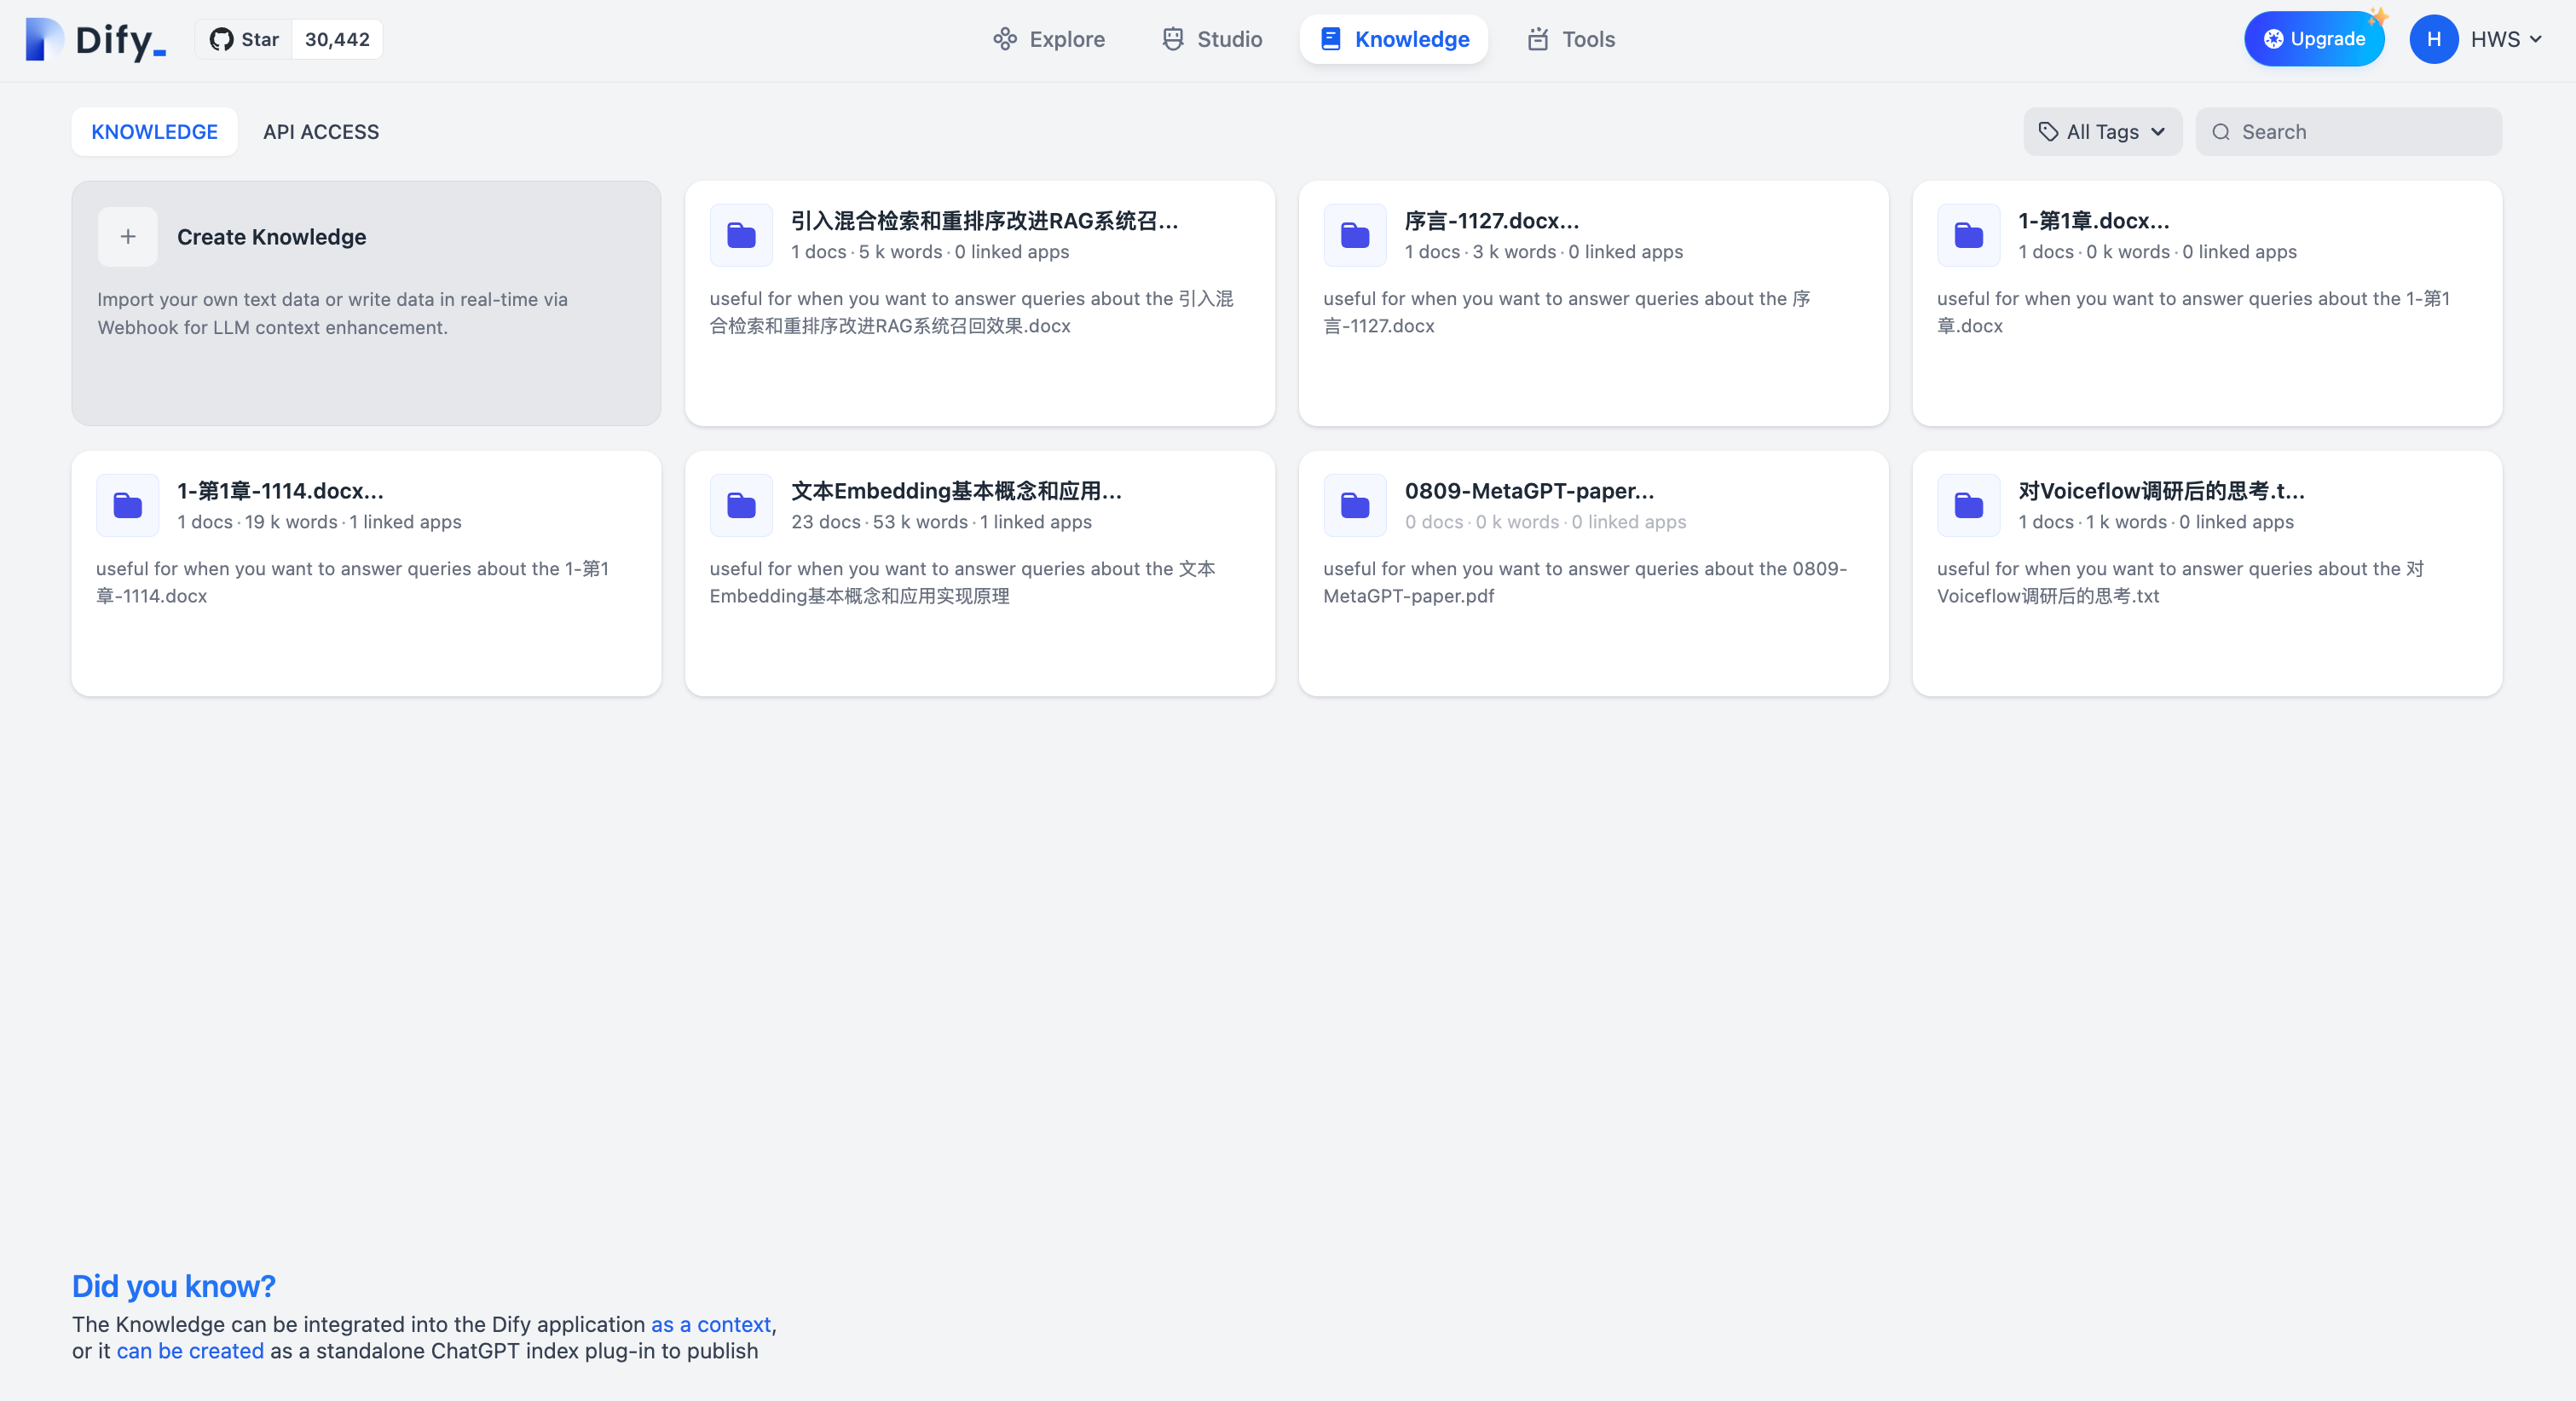 Dify_
Star 30,442
Explore
Studio
Knowledge
Tools
Upgrade
H HWS
KNOWLEDGE
API ACCESS
All Tags
Search
Create Knowledge
Import your own text data or write data in real-time via
Webhook for LLM context enhancement.
引入混合检索和重排序改进RAG系统召...
1 docs · 5 k words · 0 linked apps
useful for when you want to answer queries about the 引入混
合检索和重排序改进RAG系统召回效果.docx
序言-1127.docx...
1 docs · 3 k words · 0 linked apps
useful for when you want to answer queries about the 序
言-1127.docx
1-第1章.docx...
1 docs · 0 k words · 0 linked apps
useful for when you want to answer queries about the 1-第1
章.docx
1-第1章-1114.docx...
1 docs · 19 k words · 1 linked apps
useful for when you want to answer queries about the 1-第1
章-1114.docx
文本Embedding基本概念和应用...
23 docs · 53 k words · 1 linked apps
useful for when you want to answer queries about the 文本
Embedding基本概念和应用实现原理
0809-MetaGPT-paper...
0 docs · 0 k words · 0 linked apps
useful for when you want to answer queries about the 0809-
MetaGPT-paper.pdf
对Voiceflow调研后的思考.t...
1 docs · 1 k words · 0 linked apps
useful for when you want to answer queries about the 对
Voiceflow调研后的思考.txt
Did you know?
The Knowledge can be integrated into the Dify application as a context,
or it can be created as a standalone ChatGPT index plug-in to publish